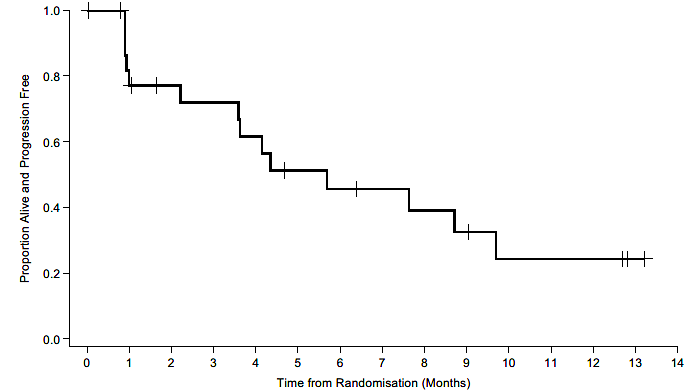 Proportion Alive and Progression Free
1.0
0.8
0.6
0.4
0.2
0.0
0 1 2 3 4 5 6 7 8 9 10 11 12 13 14
Time from Randomisation (Months)